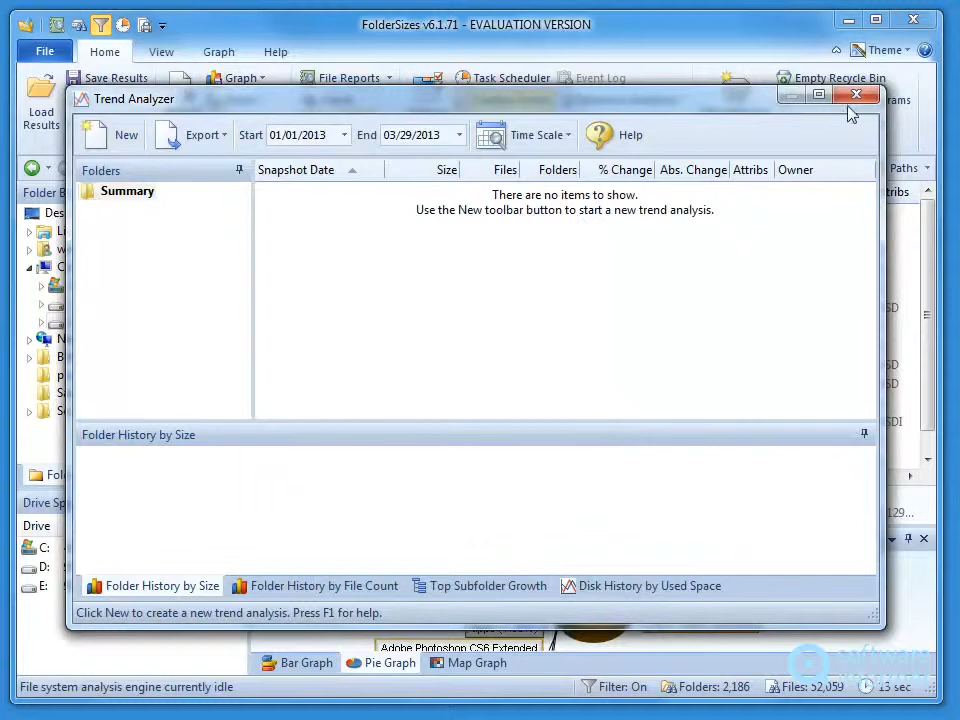 FolderSizes v6.1.71 - EVALUATION VERSION
File Home View Graph Help Theme
Save Results Graph File Reports Task Scheduler Event Log Empty Recycle Bin
Load
Results
Trend Analyzer
New Export Start 01/01/2013 End 03/29/2013 Time Scale Help
Paths
Folders Snapshot Date Size Files Folders % Change Abs. Change Attribs Owner
Summary
There are no items to show.
Use the New toolbar button to start a new trend analysis.
Folder History by Size
Drive
C:
D:
E:
Folder History by Size Folder History by File Count Top Subfolder Growth Disk History by Used Space
Click New to create a new trend analysis. Press F1 for help.
Adobe Photoshop CS6 Extended
Bar Graph Pie Graph Map Graph
File system analysis engine currently idle Filter: On Folders: 2,186 Files: 52,059 13 sec
software